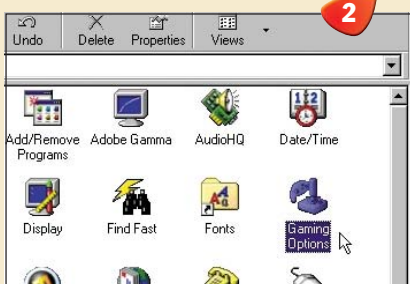 2
Undo Delete Properties Views
Add/Remove Programs
Adobe Gamma
AudioHQ
Date/Time
Display
Find Fast
Fonts
Gaming Options